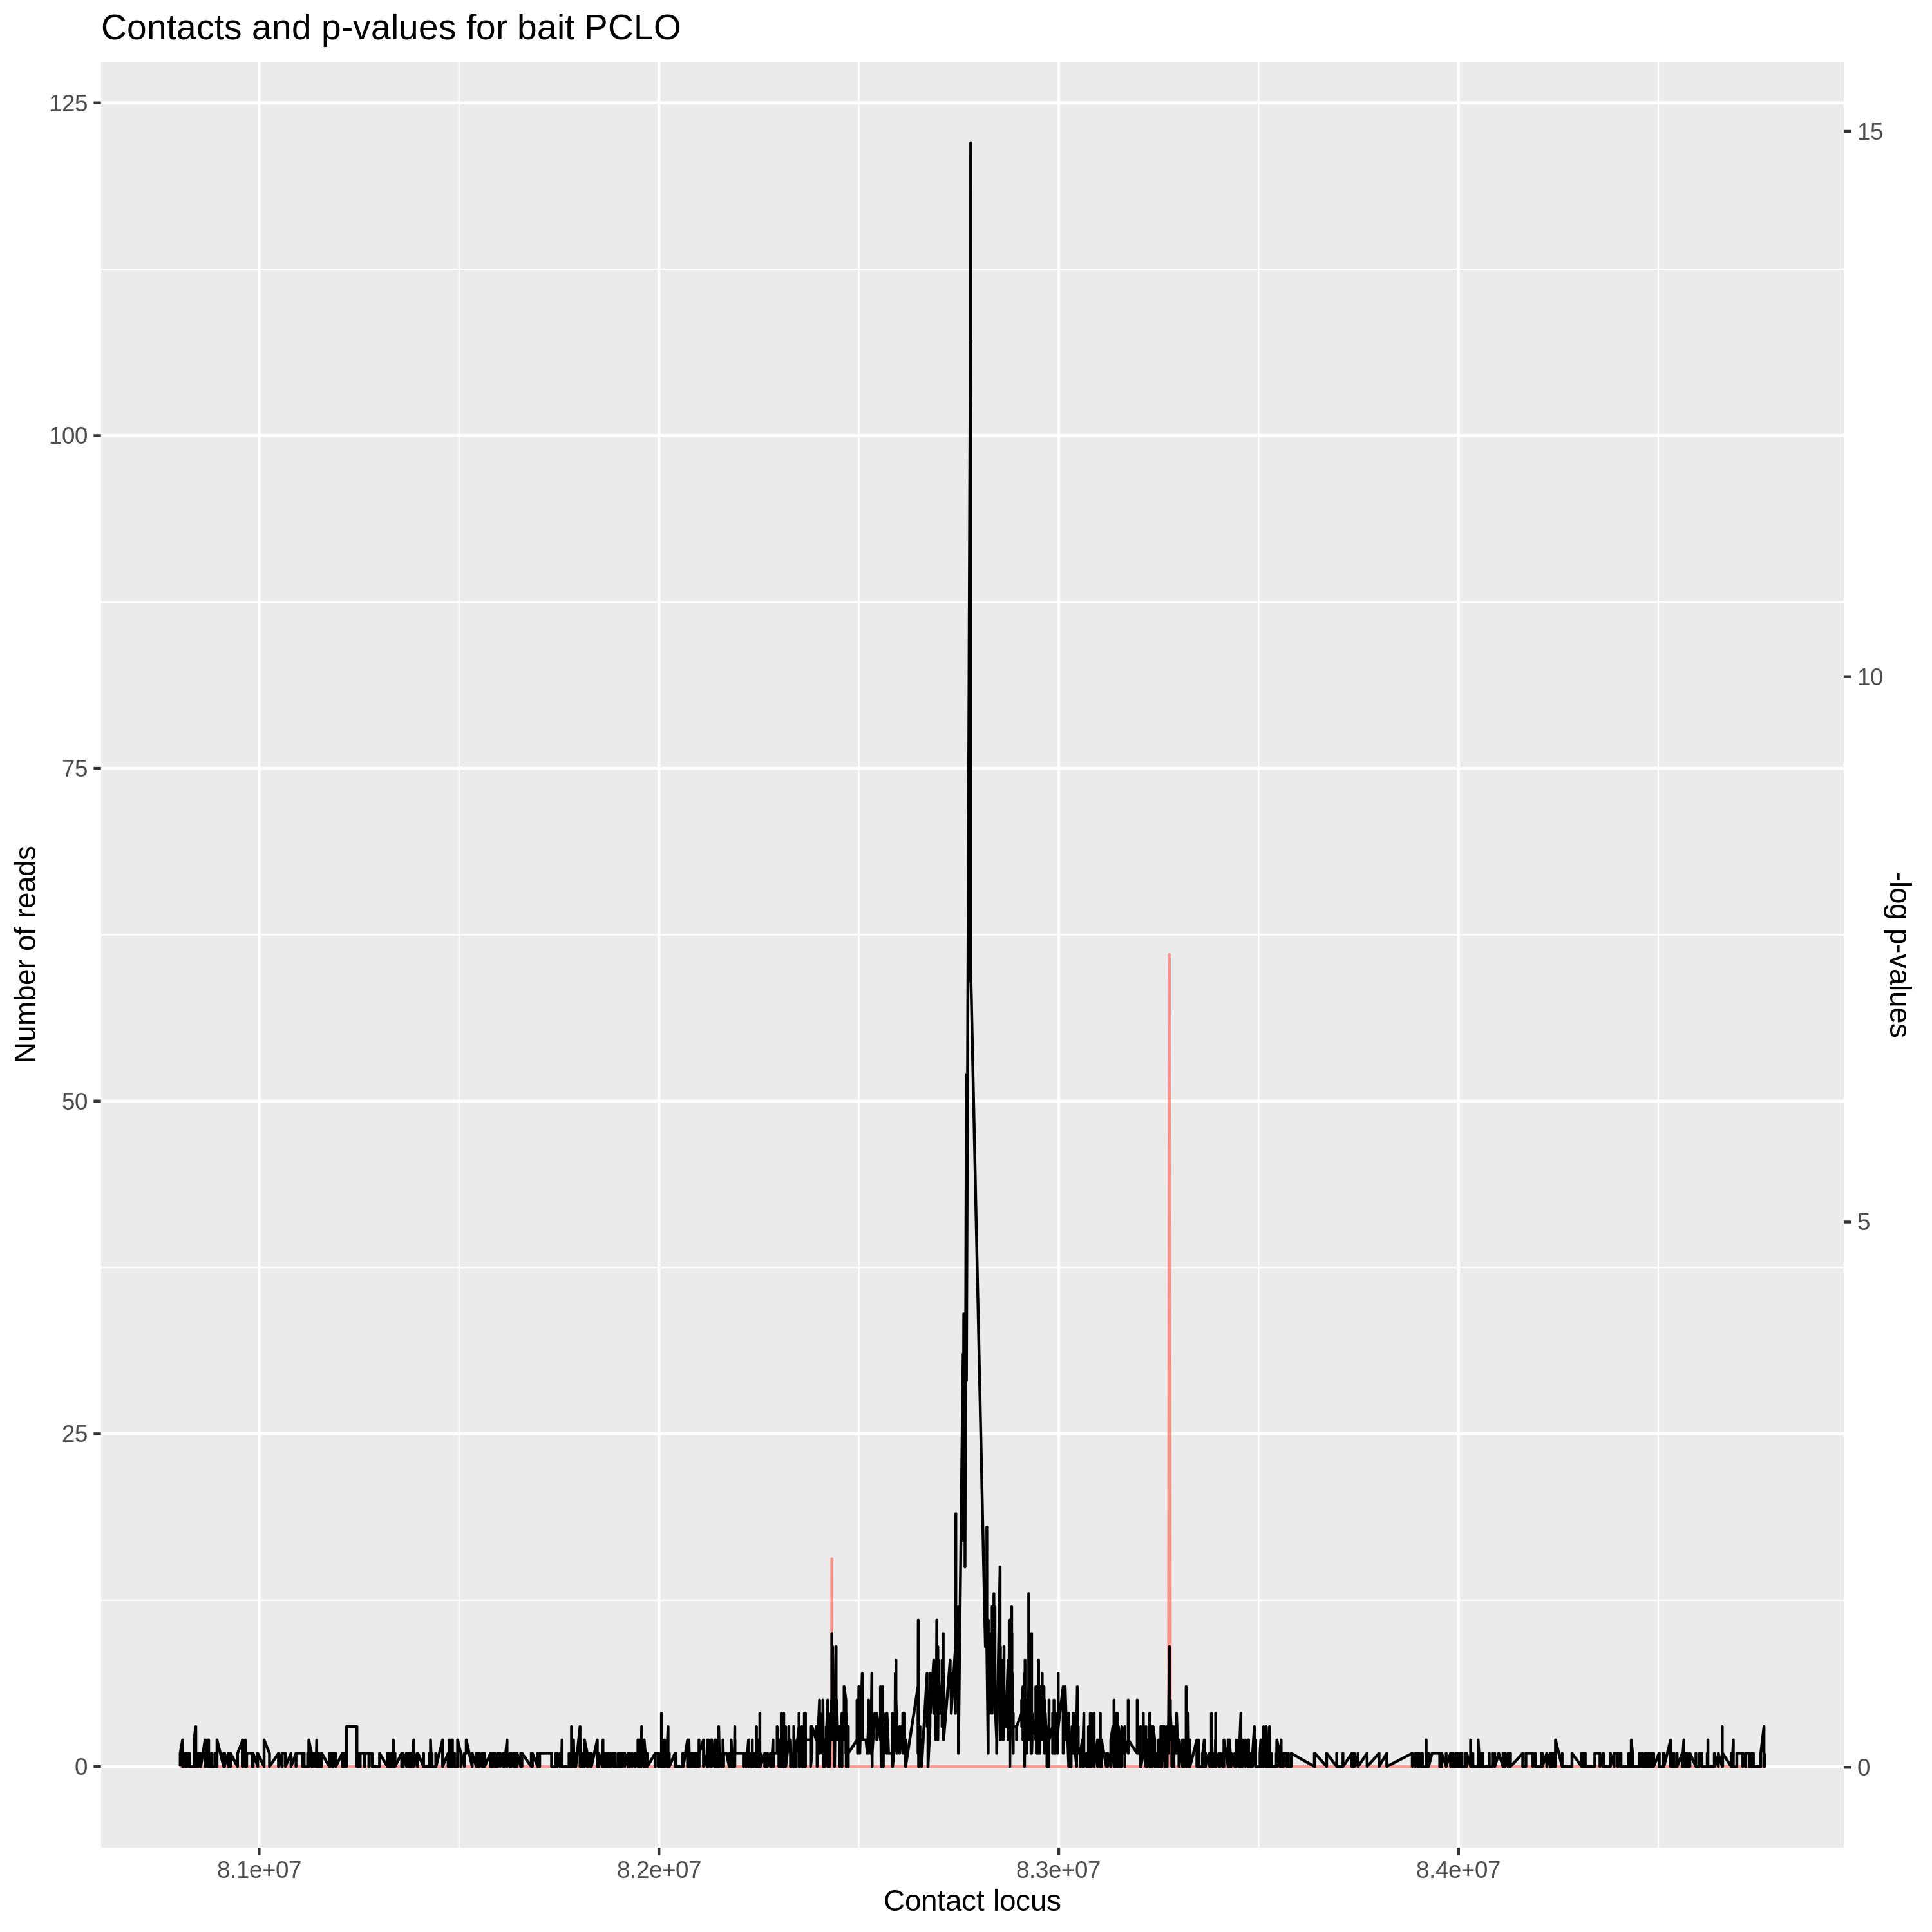 Contacts and p-values for bait PCLO
125
100
75
50
25
0
Number of reads
15
10
5
0
-log p-values
8.1e+07
8.2e+07
8.3e+07
8.4e+07
Contact locus